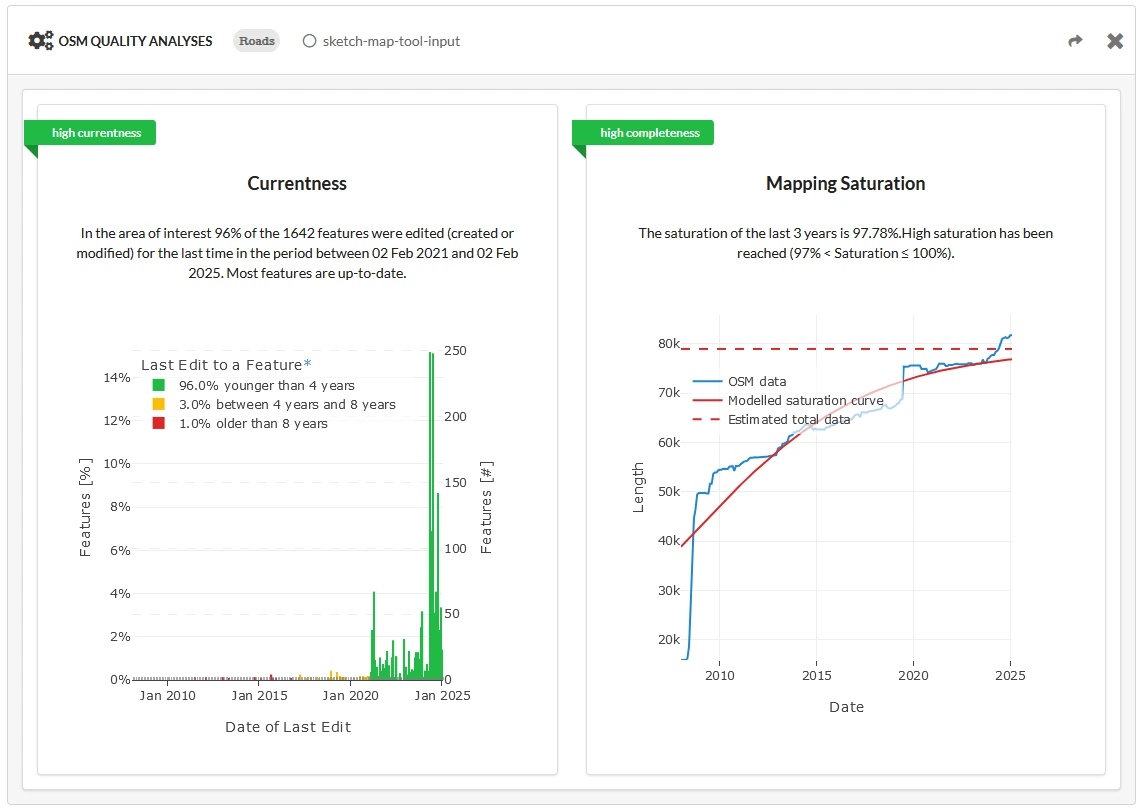 OSM QUALITY ANALYSES Roads sketch-map-tool-input
high currentness
Currentness
In the area of interest 96% of the 1642 features were edited (created or
modified) for the last time in the period between 02 Feb 2021 and 02 Feb
2025. Most features are up-to-date.
Last Edit to a Feature*
96.0% younger than 4 years
3.0% between 4 years and 8 years
1.0% older than 8 years
14%
12%
10%
8%
6%
4%
2%
0%
Features [%]
250
200
150
100
50
0
Features [#]
Jan 2010 Jan 2015 Jan 2020 Jan 2025
Date of Last Edit
high completeness
Mapping Saturation
The saturation of the last 3 years is 97.78%.High saturation has been
reached (97% < Saturation ≤ 100%).
OSM data
Modelled saturation curve
Estimated total data
80k
70k
60k
50k
40k
30k
20k
Length
2010 2015 2020 2025
Date